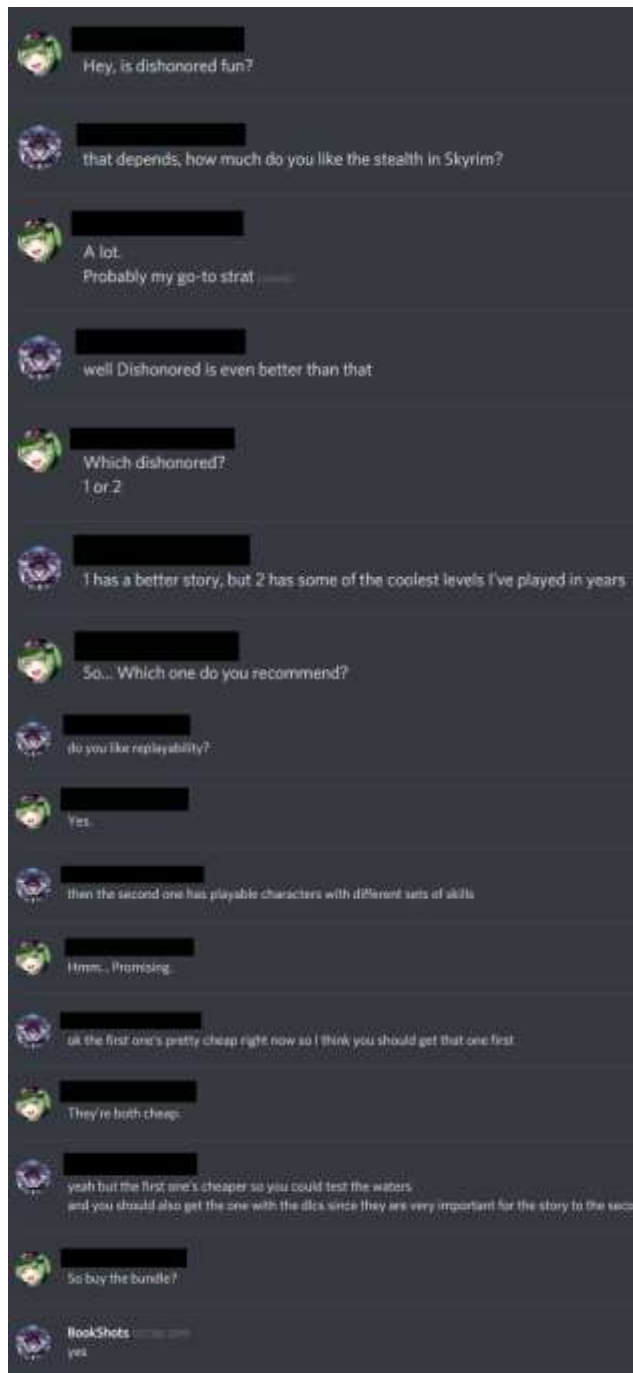 Hey, is dishonored fun?
that depends, how much do you like the stealth in Skyrim?
A lot.
Probably my go-to strat
well Dishonored is even better than that
Which dishonored?
1 or 2
1 has a better story, but 2 has some of the coolest levels I've played in years
So... Which one do you recommend?
do you like replayability?
Yes.
then the second one has playable characters with different sets of skills
Hmm... Promising.
ok the first one's pretty cheap right now so I think you should get that one first
They're both cheap.
yeah but the first one's cheaper so you could test the waters
and you should also get the one with the dlcs since they are very important for the story to the seco
So buy the bundle?
BookShots
yes